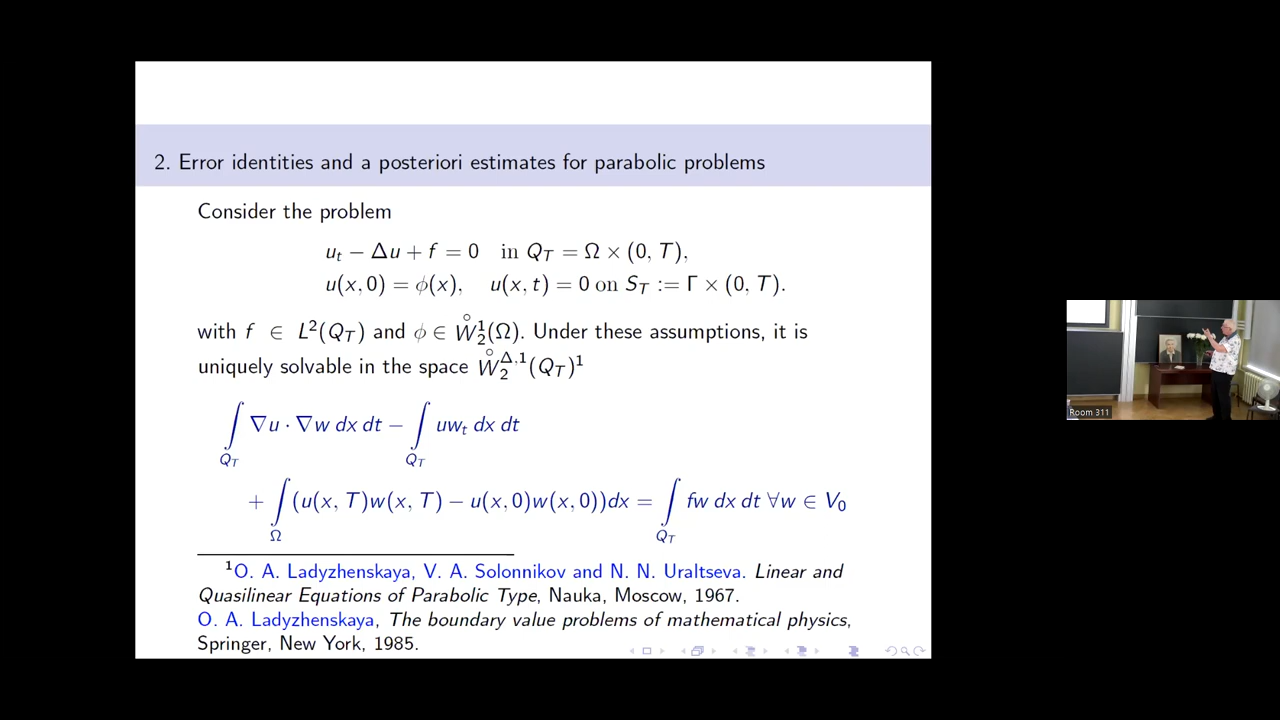 2. Error identities and a posteriori estimates for parabolic problems
Consider the problem
u_t − Δu + f = 0 in Q_T = Ω × (0, T),
u(x, 0) = ϕ(x), u(x, t) = 0 on S_T := Γ × (0, T).
with f ∈ L²(Q_T) and ϕ ∈ W̊¹₂(Ω). Under these assumptions, it is
uniquely solvable in the space W̊₂^{Δ,1}(Q_T)¹
∫_{Q_T} ∇u · ∇w dx dt − ∫_{Q_T} uw_t dx dt
+ ∫_Ω (u(x, T)w(x, T) − u(x, 0)w(x, 0))dx = ∫_{Q_T} fw dx dt ∀w ∈ V₀
¹O. A. Ladyzhenskaya, V. A. Solonnikov and N. N. Uraltseva. Linear and
Quasilinear Equations of Parabolic Type, Nauka, Moscow, 1967.
O. A. Ladyzhenskaya, The boundary value problems of mathematical physics,
Springer, New York, 1985.
Room 311